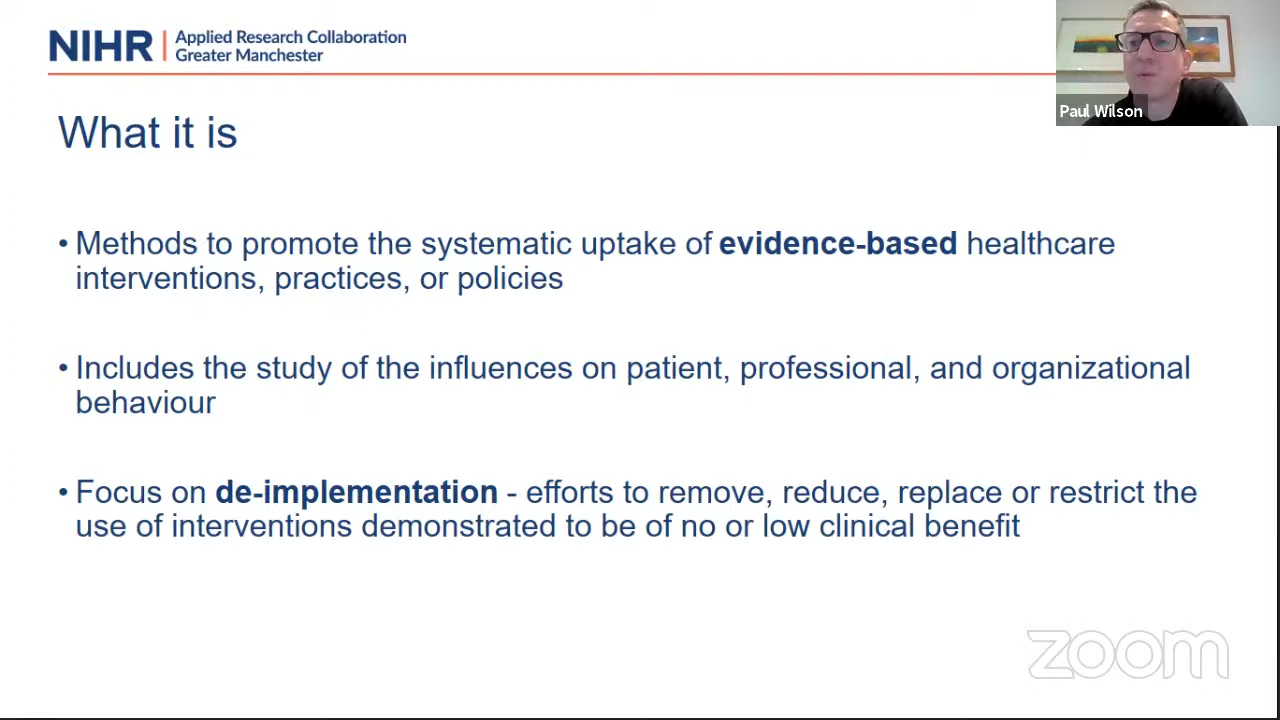 NIHR | Applied Research Collaboration
Greater Manchester
Paul Wilson
What it is
• Methods to promote the systematic uptake of evidence-based healthcare
interventions, practices, or policies
• Includes the study of the influences on patient, professional, and organizational
behaviour
• Focus on de-implementation - efforts to remove, reduce, replace or restrict the
use of interventions demonstrated to be of no or low clinical benefit
zoom